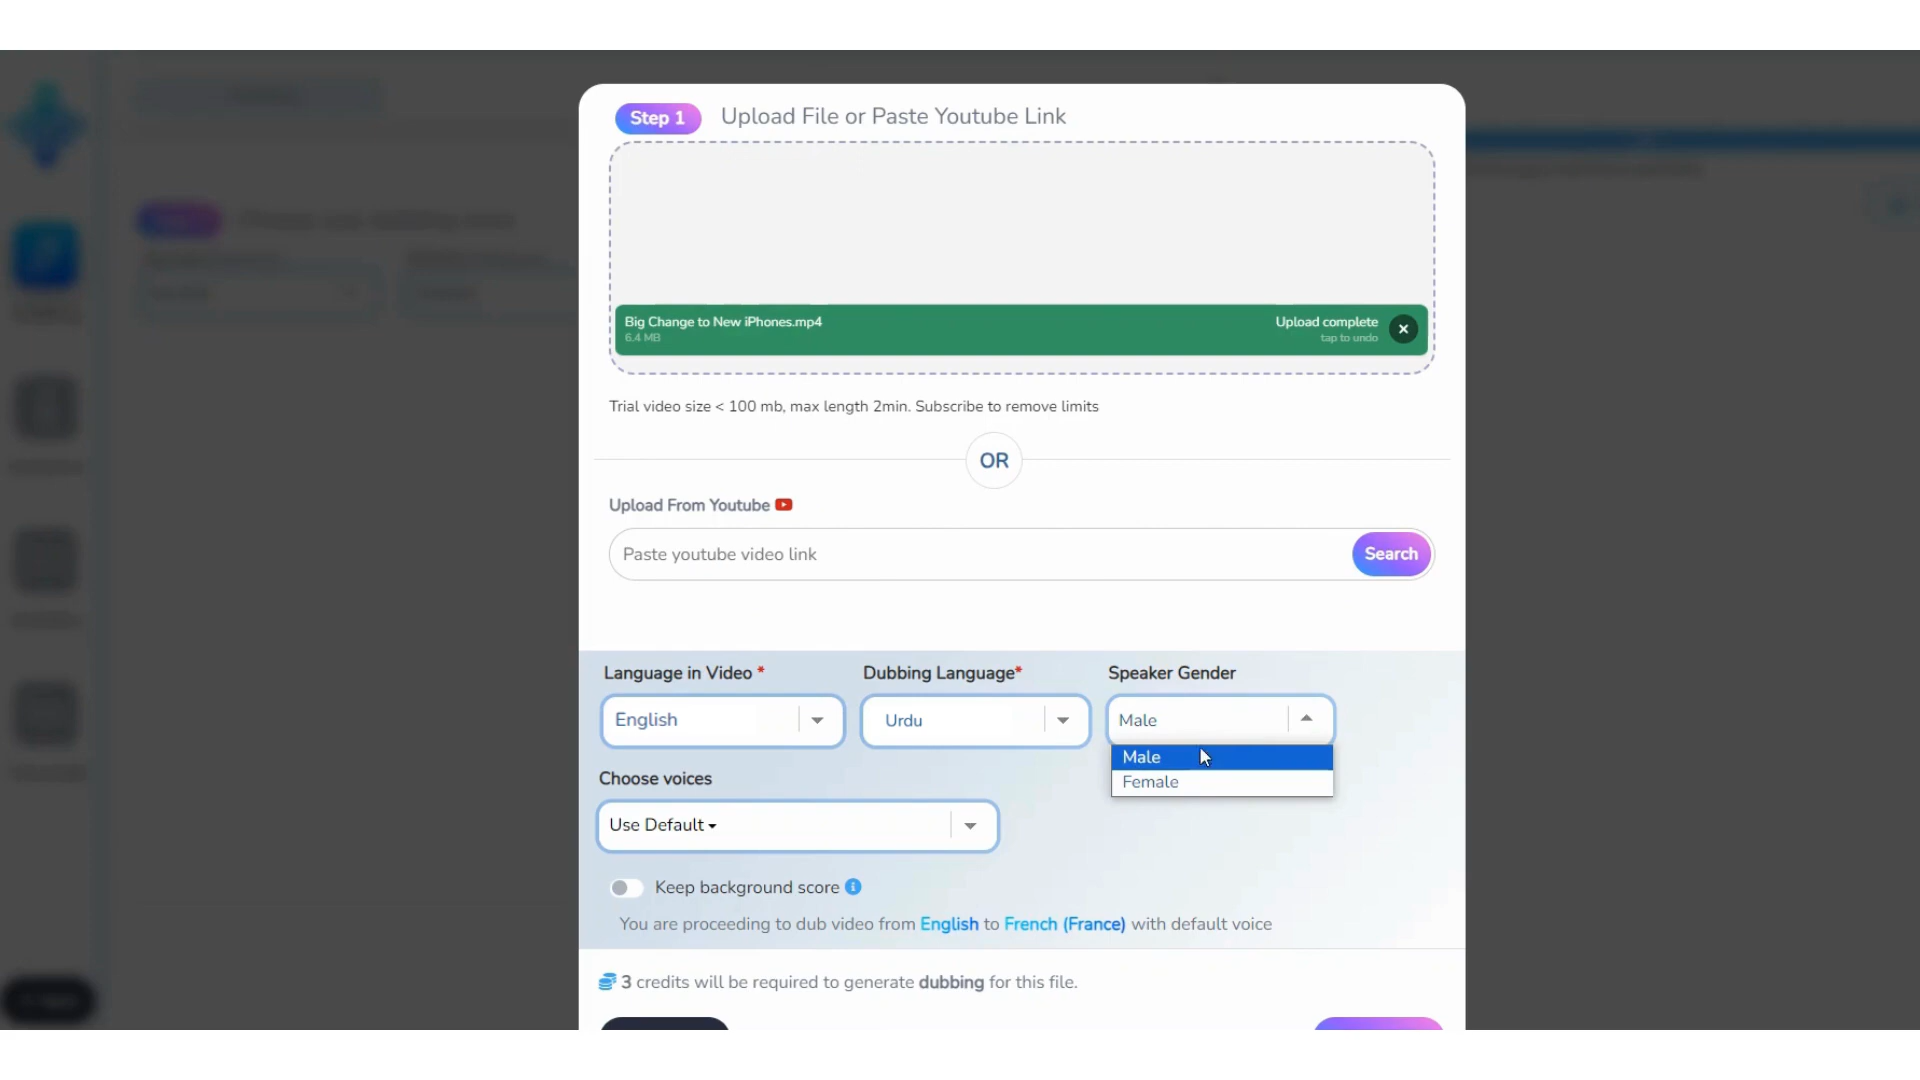 Step 1 Upload File or Paste Youtube Link
Big Change to New iPhones.mp4
6.4 MB
Upload complete
tap to undo
Trial video size < 100 mb, max length 2min. Subscribe to remove limits
OR
Upload From Youtube
Paste youtube video link
Search
Language in Video *
Dubbing Language*
Speaker Gender
English
Urdu
Male
Male
Female
Choose voices
Use Default
Keep background score
You are proceeding to dub video from English to French (France) with default voice
3 credits will be required to generate dubbing for this file.